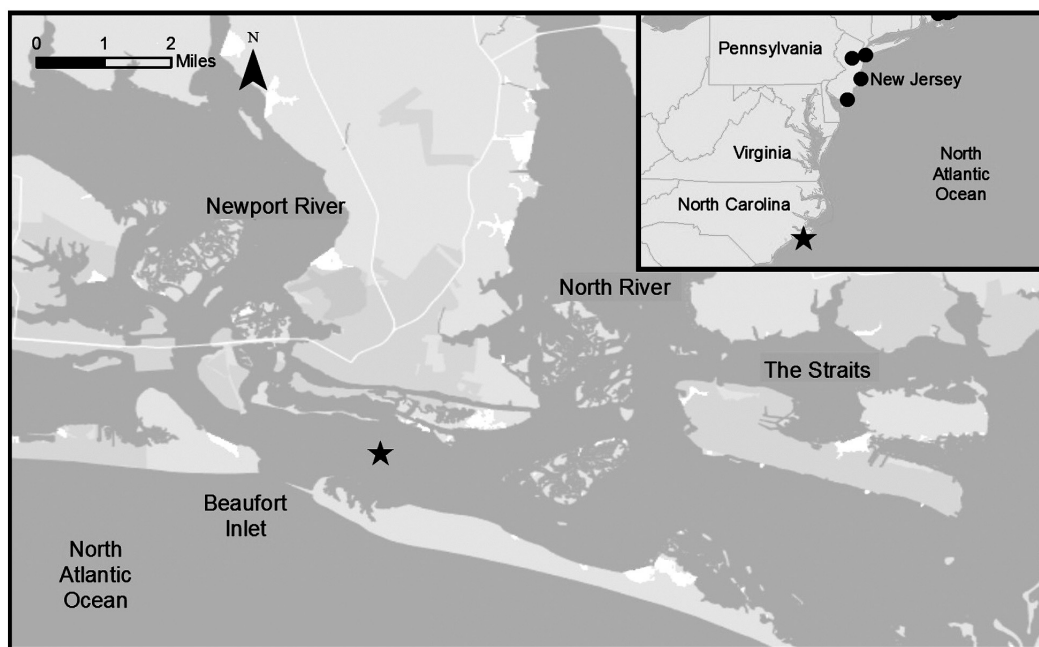 0 1 2
Miles
N
Newport River
North River
The Straits
Beaufort
Inlet
North
Atlantic
Ocean
Pennsylvania
New Jersey
Virginia
North
Atlantic
Ocean
North Carolina